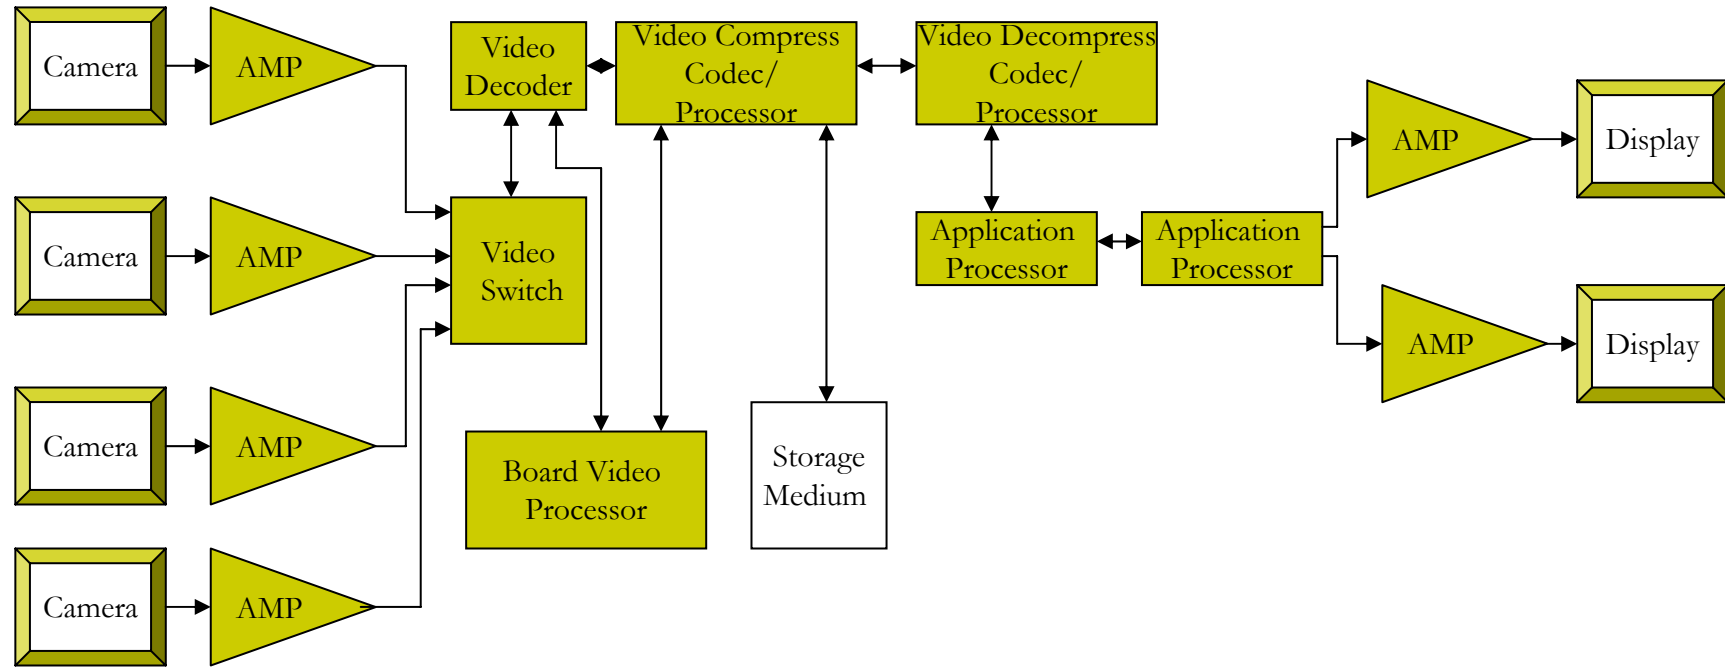 Camera
AMP
Video
Decoder
Video Compress
Codec/
Processor
Video Decompress
Codec/
Processor
AMP
Display
Camera
AMP
Video
Switch
Application
Processor
Application
Processor
AMP
Display
Camera
AMP
Board Video
Processor
Storage
Medium
Camera
AMP